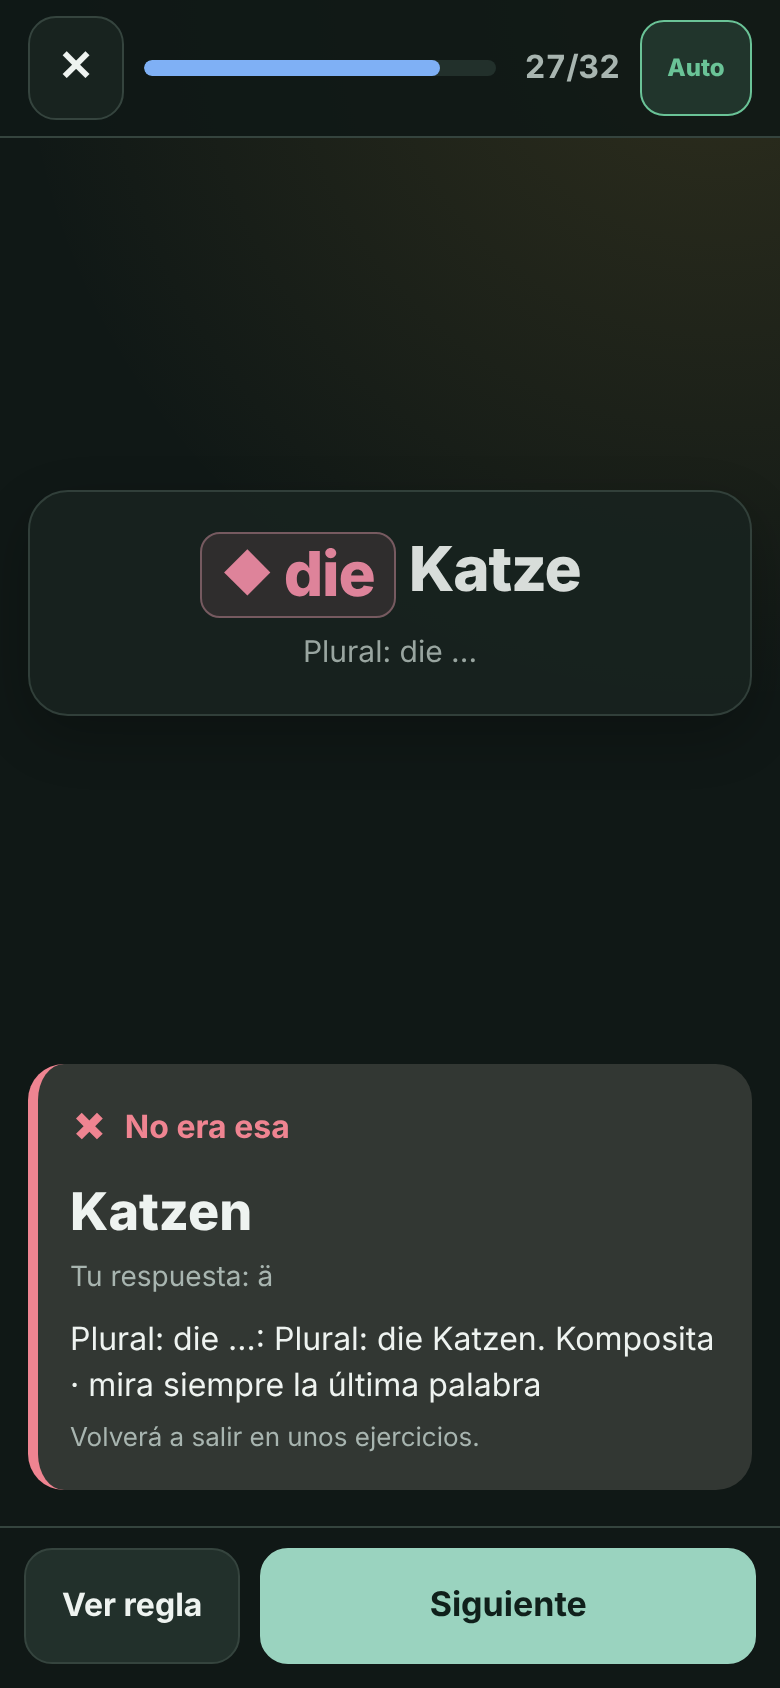 ✕ 27/32 Auto
◆ die Katze
Plural: die ...
✖ No era esa
Katzen
Tu respuesta: ä
Plural: die ...: Plural: die Katzen. Komposita
· mira siempre la última palabra
Volverá a salir en unos ejercicios.
Ver regla Siguiente